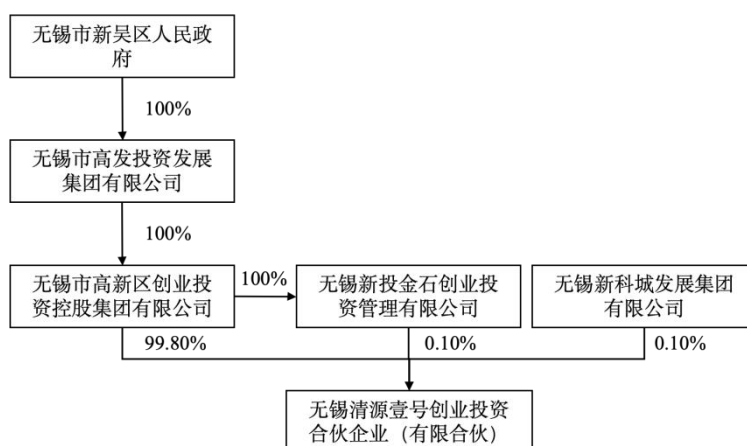 无锡市新吴区人民政
府
100%
无锡市高发投资发展
集团有限公司
100%
无锡市高新区创业投
资控股集团有限公司
100%
无锡新投金石创业投
资管理有限公司
无锡新科城发展集团
有限公司
99.80%
0.10%
0.10%
无锡清源壹号创业投资
合伙企业（有限合伙）